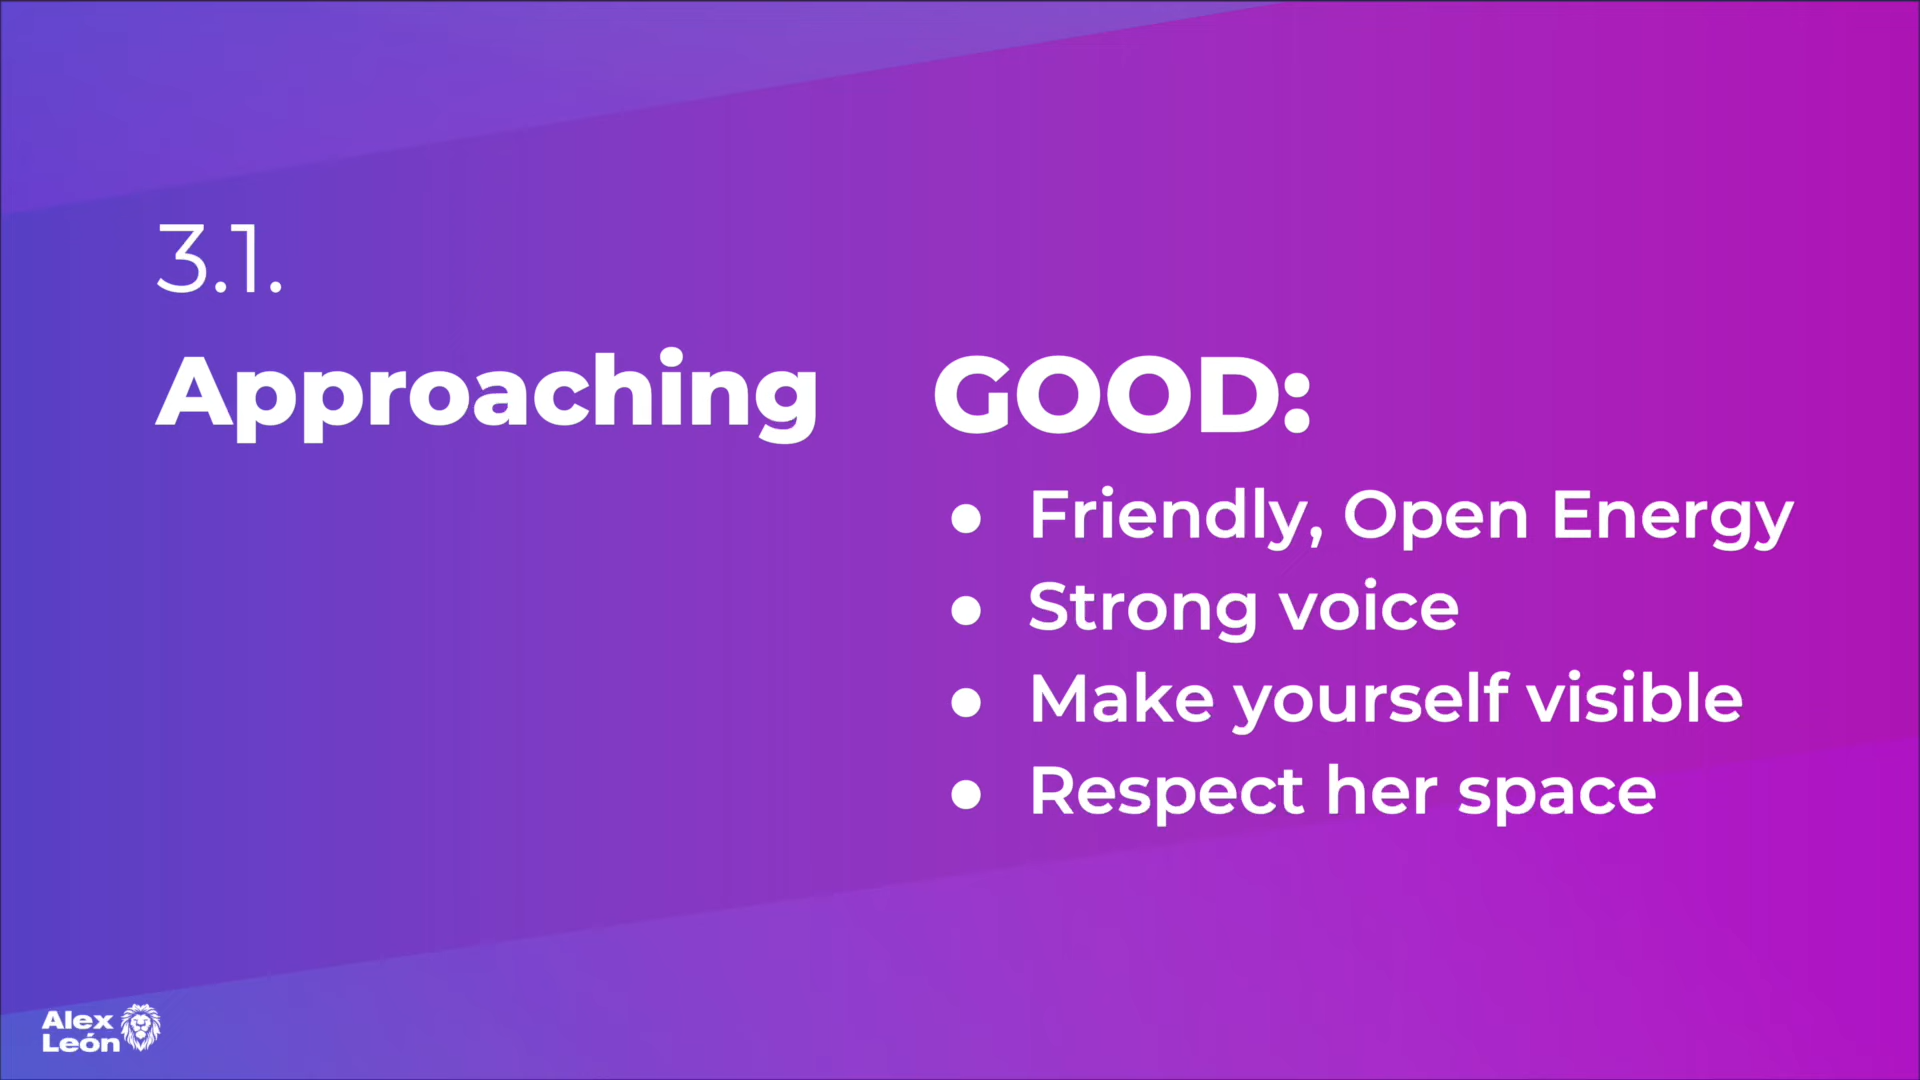 3.1.
Approaching
GOOD:
● Friendly, Open Energy
● Strong voice
● Make yourself visible
● Respect her space
Alex
León